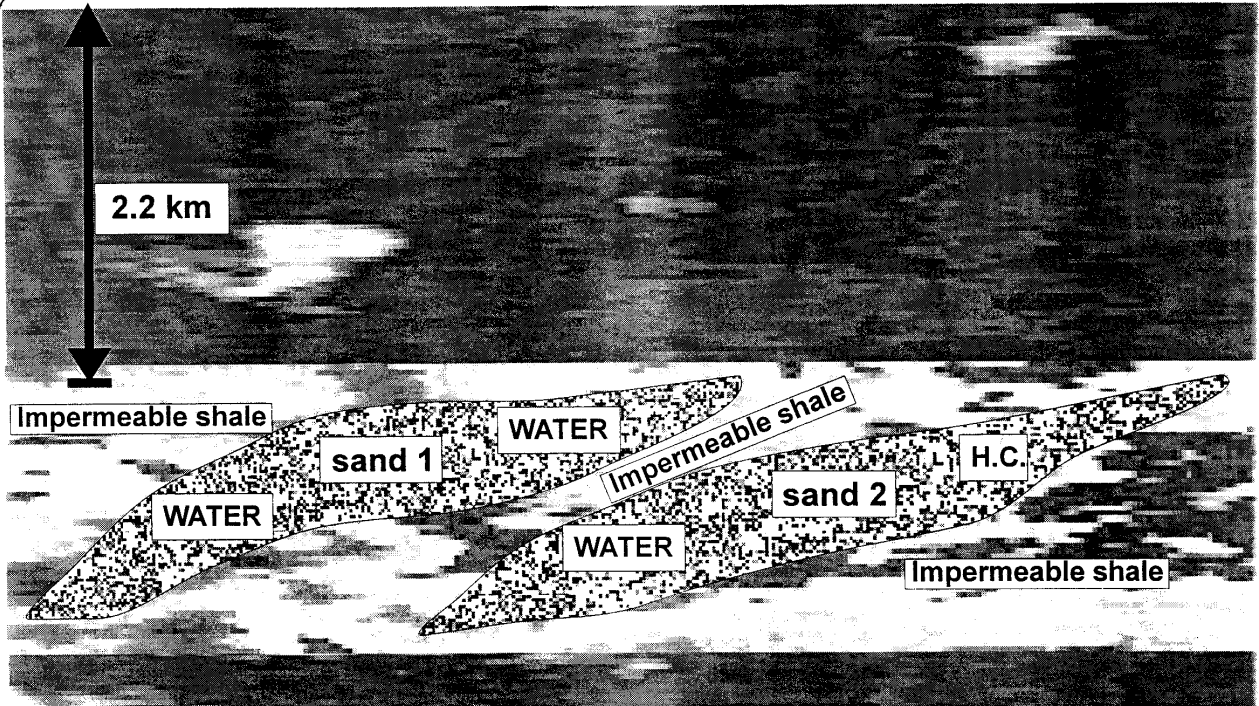 2.2 km
Impermeable shale
WATER
sand 1
Impermeable shale
H.C.
sand 2
WATER
WATER
Impermeable shale